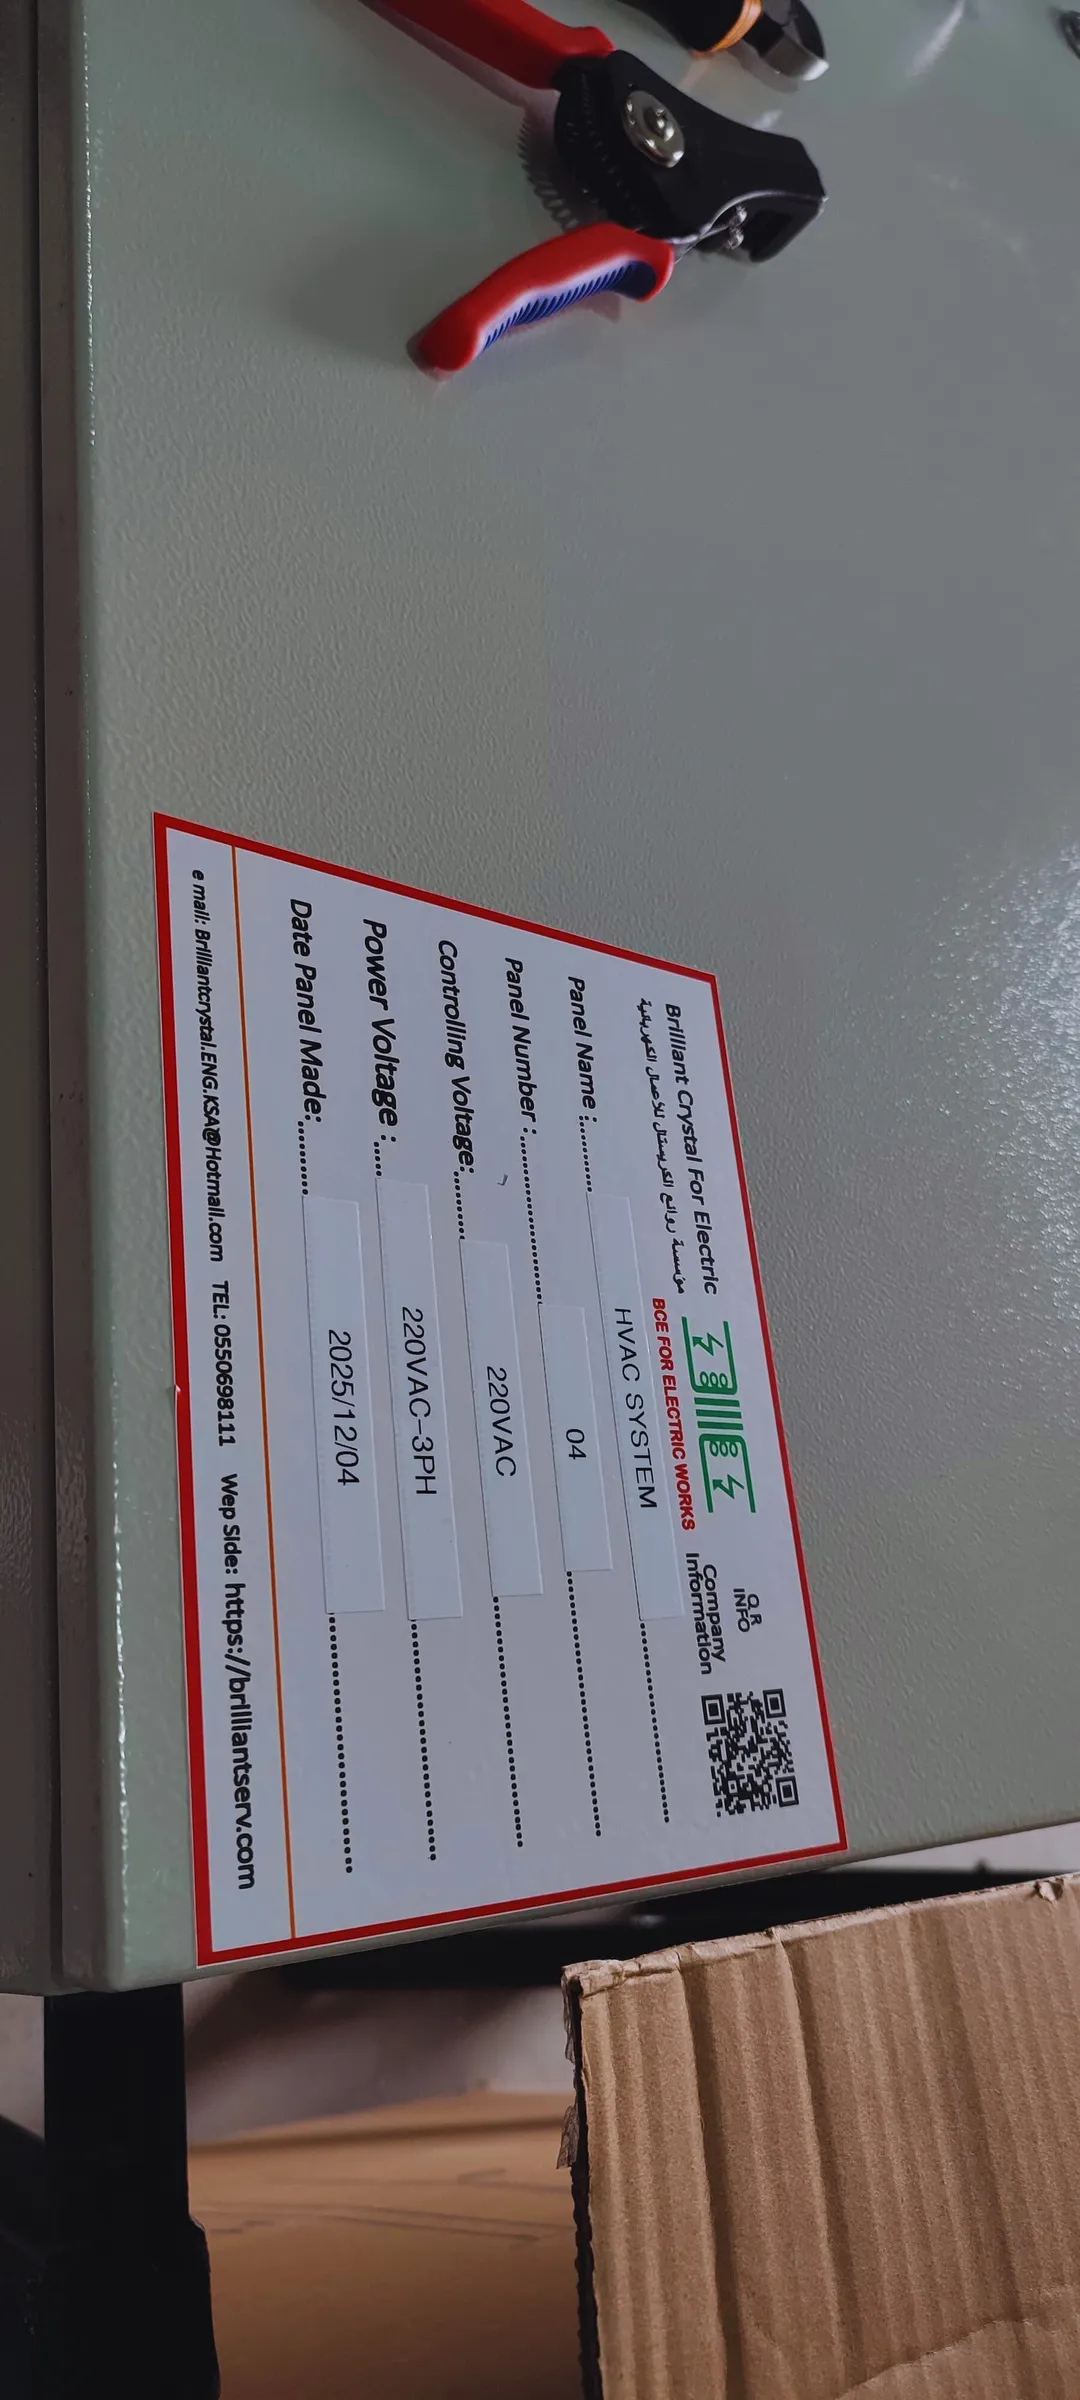 Brilliant Crystal For Electric
مؤسسة روائع الكريستال للأعمال الكهربائية
BCE FOR ELECTRIC WORKS
QR
INFO
Company
Information
Panel Name :.......... HVAC SYSTEM ..........
Panel Number :.......... 04 ..........
Controlling Voltage:.......... 220VAC ..........
Power Voltage :..... 220VAC-3PH ..........
Date Panel Made:.......... 2025/12/04 ..........
e mail: Brilliantcrystal.ENG.KSA@Hotmail.com TEL: 0550698111 Wep Side: https://brilliantserv.com